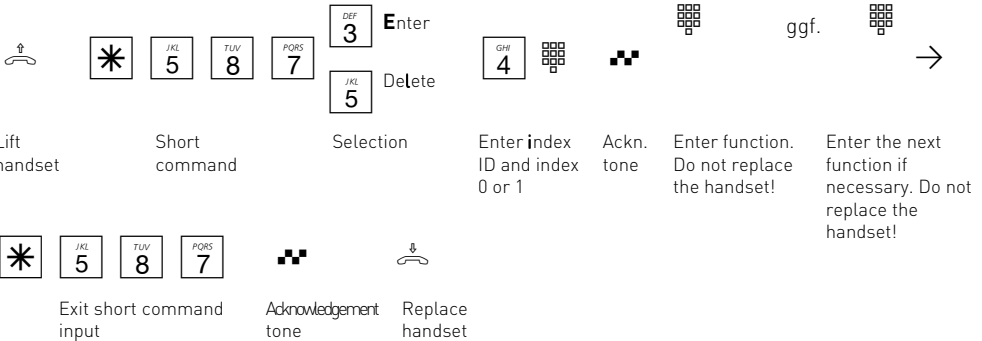 DEF
3 Enter
ggf.
* JKL 5 TUV 8 PQRS 7
GHI 4
JKL
5 Delete
Lift
handset
Short
command
Selection
Enter index
ID and index
0 or 1
Ackn.
tone
Enter function.
Do not replace
the handset!
Enter the next
function if
necessary. Do not
replace the
handset!
* JKL 5 TUV 8 PQRS 7
Exit short command
input
Acknowledgement
tone
Replace
handset